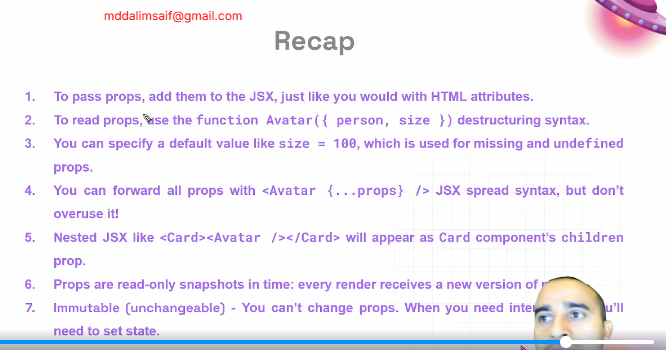 mddalimsaif@gmail.com
Recap
1. To pass props, add them to the JSX, just like you would with HTML attributes.
2. To read props, use the function Avatar({ person, size }) destructuring syntax.
3. You can specify a default value like size = 100, which is used for missing and undefined
props.
4. You can forward all props with <Avatar {...props} /> JSX spread syntax, but don't
overuse it!
5. Nested JSX like <Card><Avatar /></Card> will appear as Card component's children
prop.
6. Props are read-only snapshots in time: every render receives a new version of
7. Immutable (unchangeable) - You can't change props. When you need
need to set state.